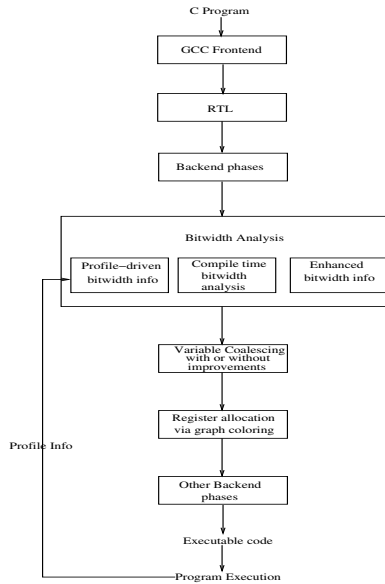 C Program
GCC Frontend
RTL
Backend phases
Bitwidth Analysis
Profile-driven
bitwidth info
Compile time
bitwidth
analysis
Enhanced
bitwidth info
Variable Coalescing
with or without
improvements
Register allocation
via graph coloring
Profile Info
Other Backend
phases
Executable code
Program Execution